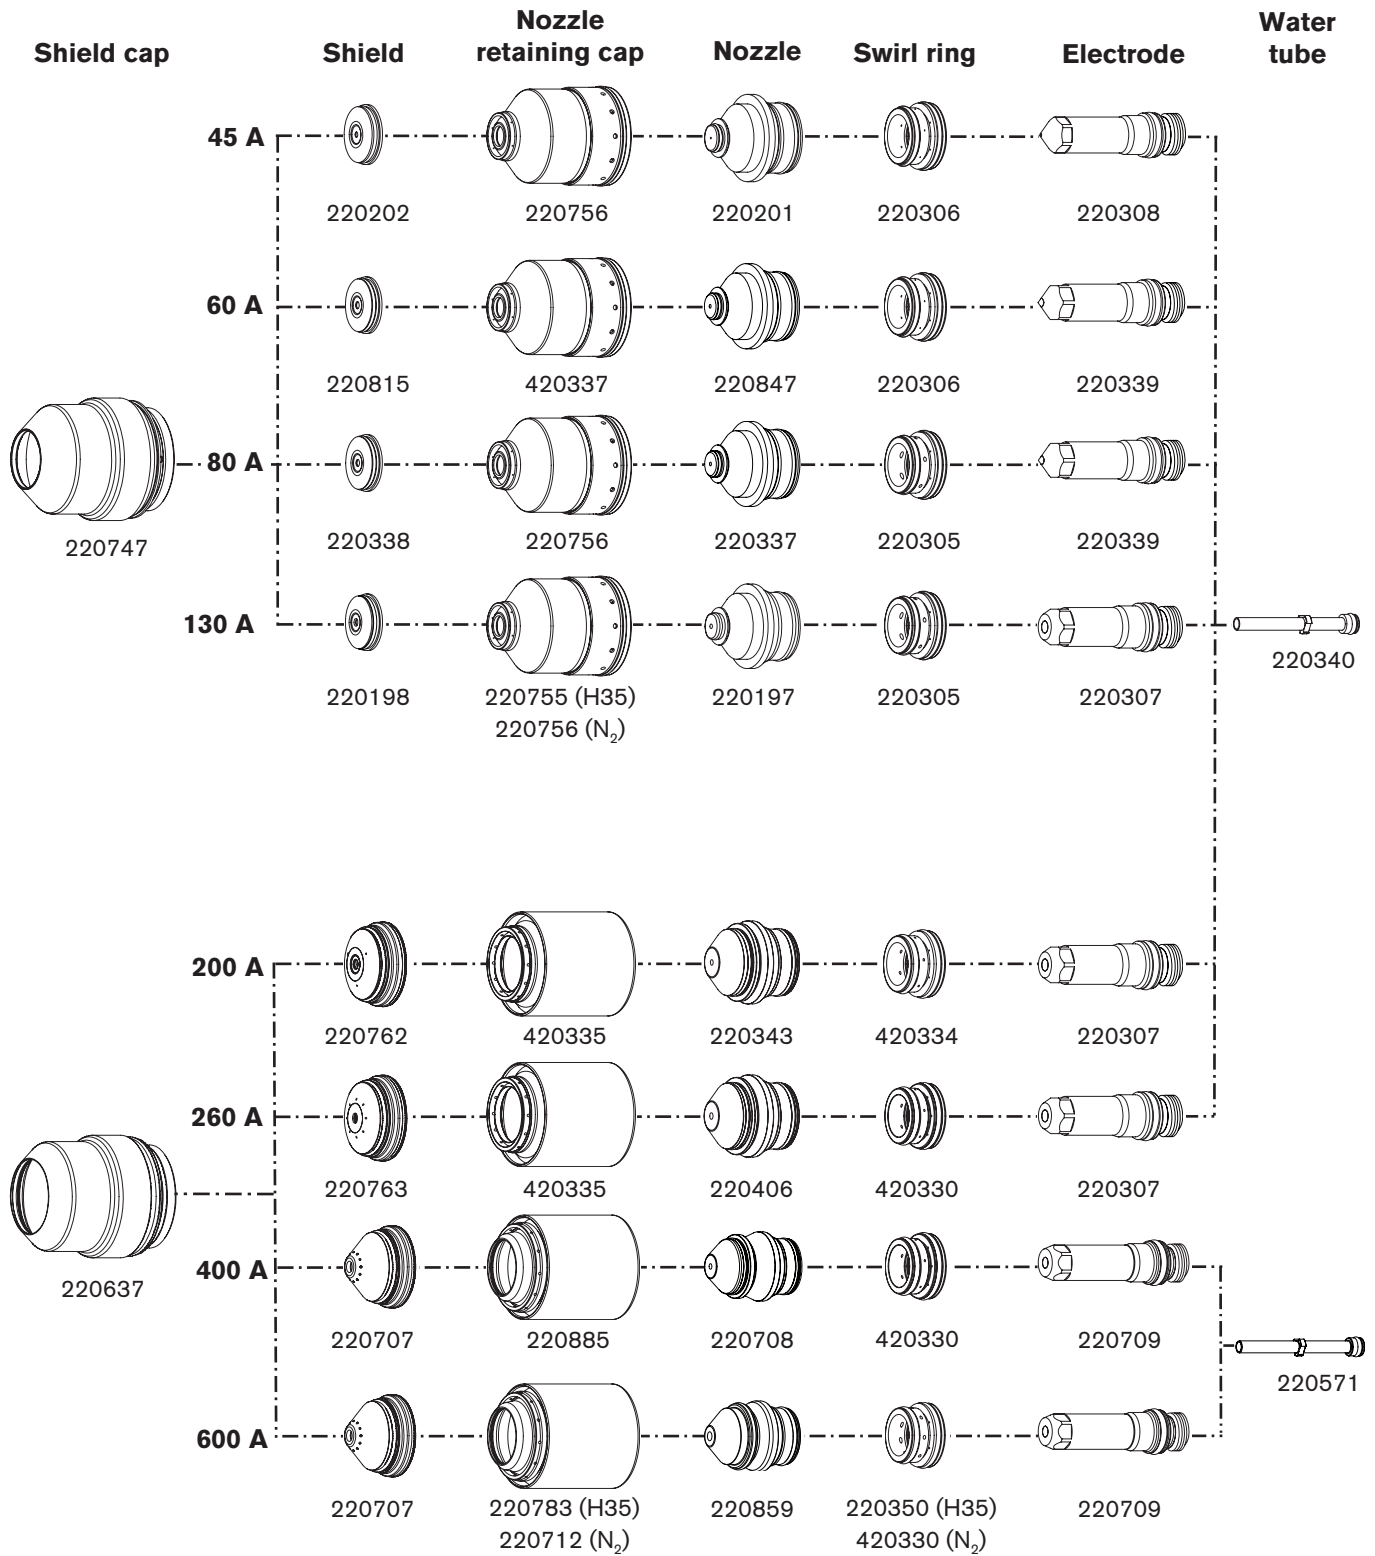 Shield cap
Shield
Nozzle
retaining cap
Nozzle
Swirl ring
Electrode
Water
tube
45 A
220202
220756
220201
220306
220308
60 A
220815
420337
220847
220306
220339
80 A
220747
220338
220756
220337
220305
220339
130 A
220198
220755 (H35)
220756 (N₂)
220197
220305
220307
220340
200 A
220762
420335
220343
420334
220307
260 A
220763
420335
220406
420330
220307
220637
400 A
220707
220885
220708
420330
220709
220571
600 A
220707
220783 (H35)
220712 (N₂)
220859
220350 (H35)
420330 (N₂)
220709